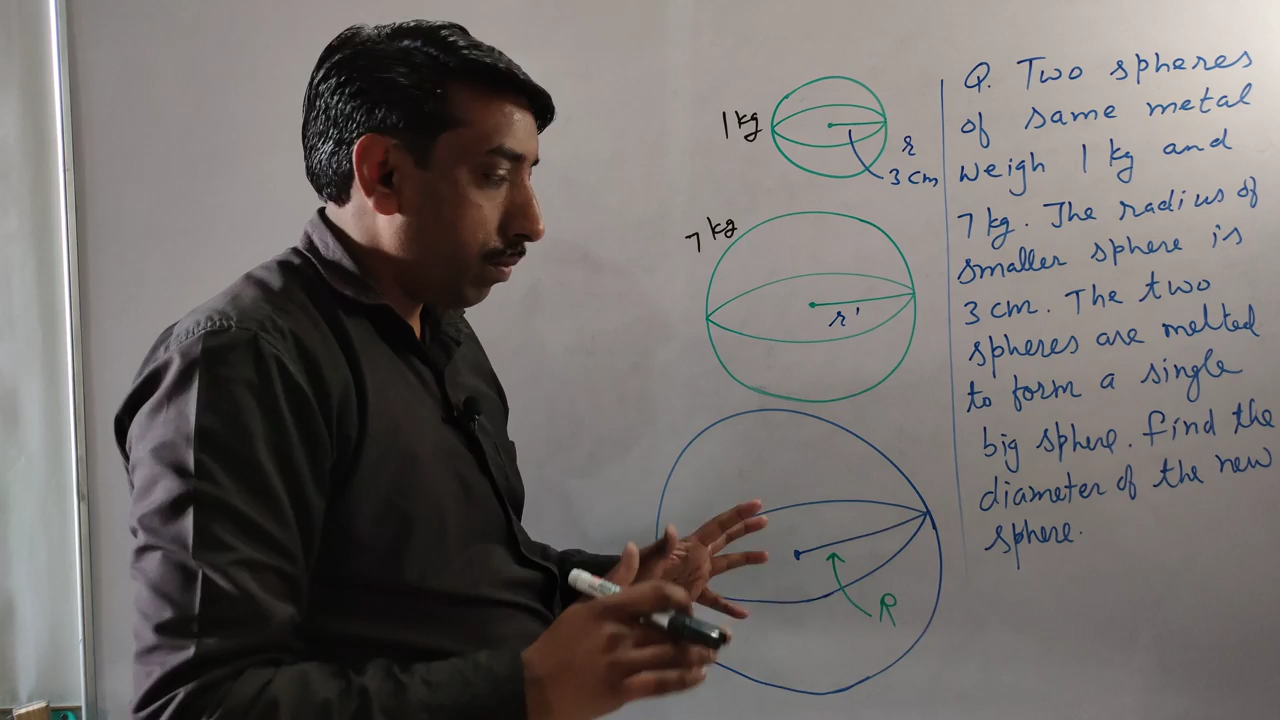 1 kg
r
3 cm
7 kg
r'
R
Q. Two spheres
of same metal
weigh 1 kg and
7 kg. The radius of
smaller sphere is
3 cm. The two
spheres are melted
to form a single
big sphere. find the
diameter of the new
sphere.